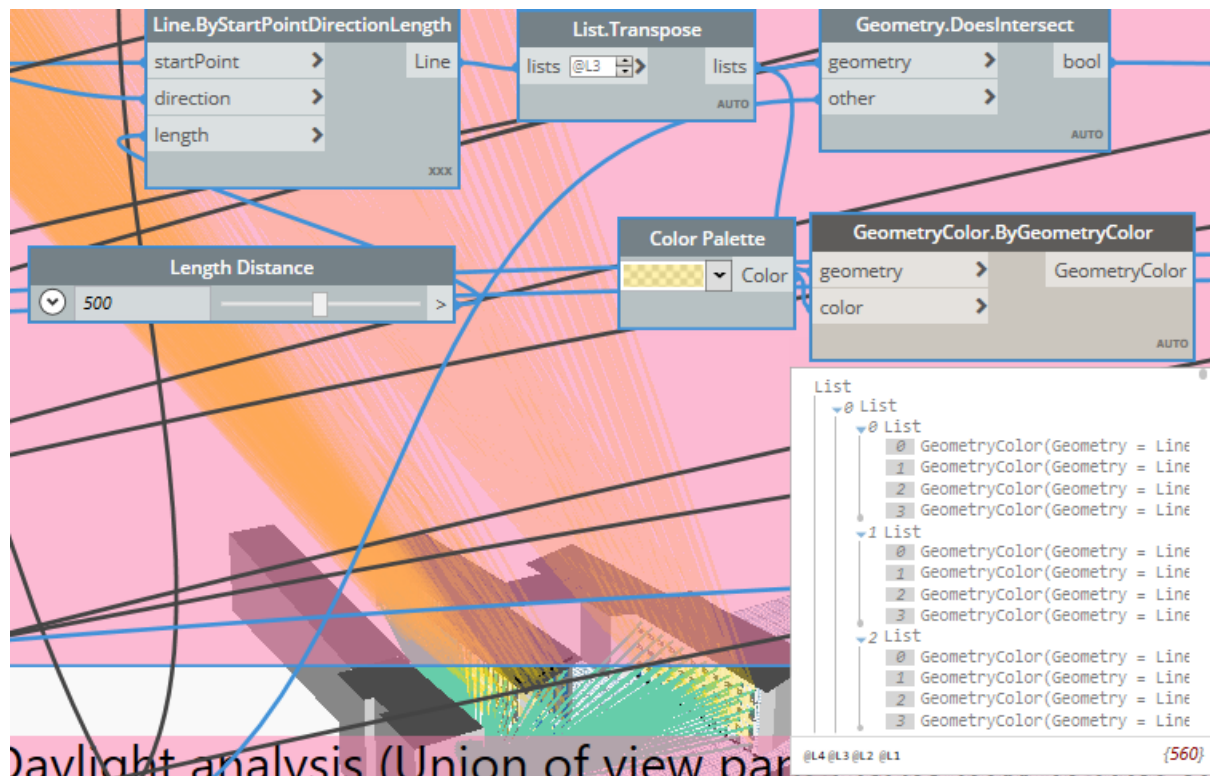 Line.ByStartPointDirectionLength
startPoint >
direction >
length >
Line
xxx
List.Transpose
lists @L3 >
lists
AUTO
Geometry.DoesIntersect
geometry >
other >
bool
AUTO
Length Distance
500 >
Color Palette
Color
GeometryColor.ByGeometryColor
geometry >
color >
GeometryColor
AUTO
List
0 List
0 List
0 GeometryColor(Geometry = Line
1 GeometryColor(Geometry = Line
2 GeometryColor(Geometry = Line
3 GeometryColor(Geometry = Line
1 List
0 GeometryColor(Geometry = Line
1 GeometryColor(Geometry = Line
2 GeometryColor(Geometry = Line
3 GeometryColor(Geometry = Line
2 List
0 GeometryColor(Geometry = Line
1 GeometryColor(Geometry = Line
2 GeometryColor(Geometry = Line
3 GeometryColor(Geometry = Line
@L4 @L3 @L2 @L1 {560}
Daylight analysis (Union of view par